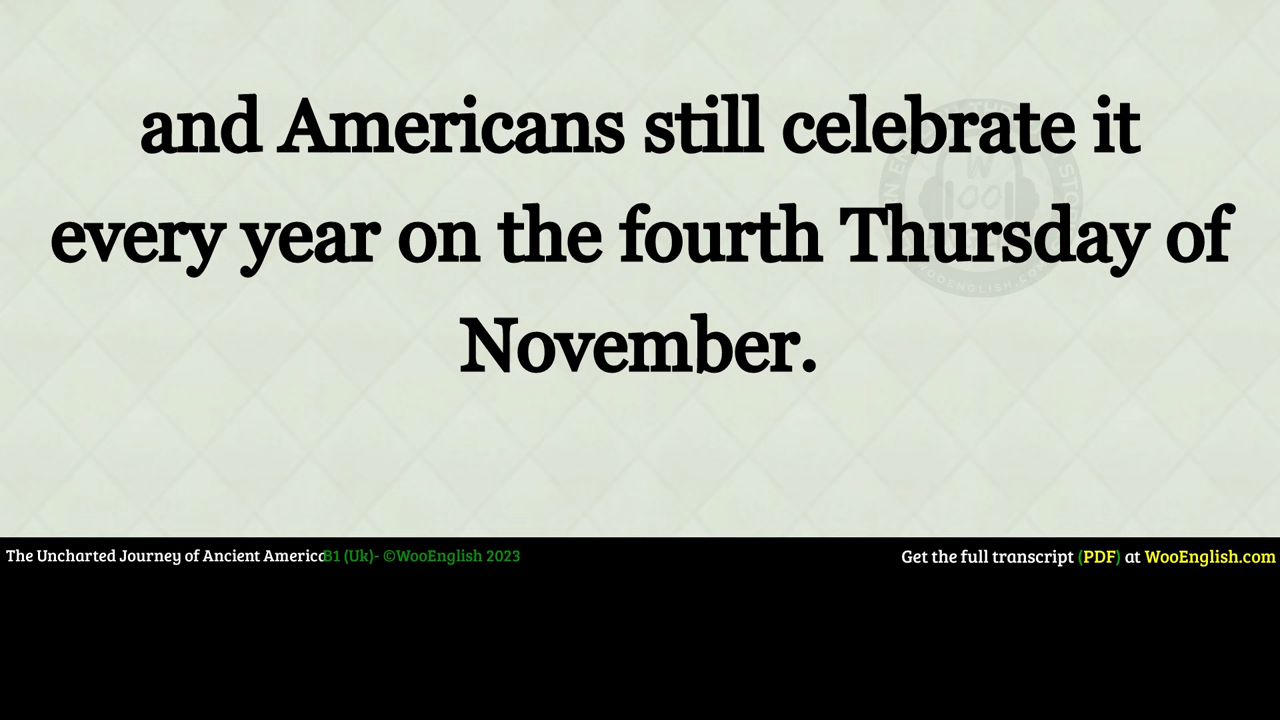 and Americans still celebrate it
every year on the fourth Thursday of
November.
The Uncharted Journey of Ancient America B1 (Uk)- ©WooEnglish 2023
Get the full transcript (PDF) at WooEnglish.com